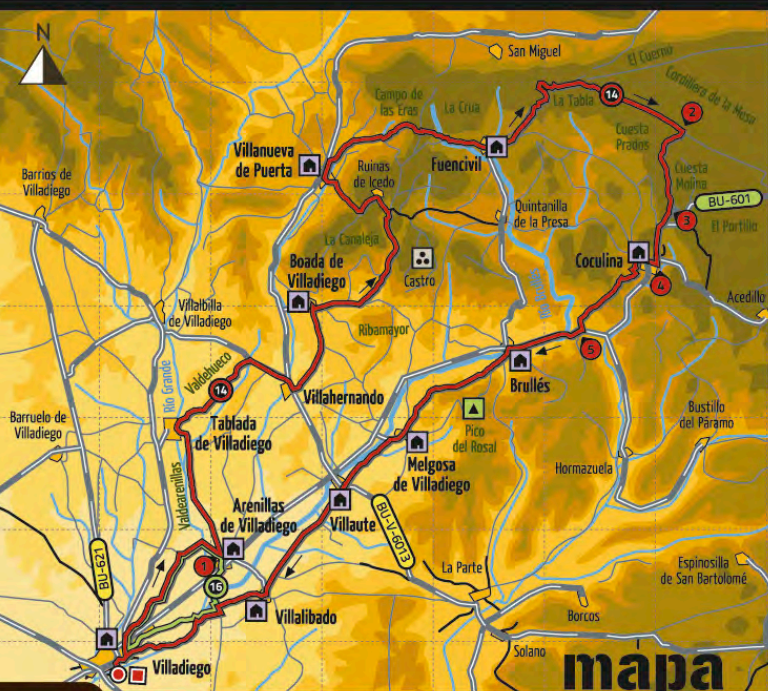 N
San Miguel
El Cuerno
Cordillera de la Mesa
Campo de
las Eras
La Crua
La Tabla
14
2
Cuesta
Prados
Villanueva
de Puerta
Ruinas
de Icedo
Fuencivil
Cuesta
Molina
Barrios de
Villadiego
BU-601
Quintanilla
de la Presa
3
El Portillo
La Canaleja
Boada de
Villadiego
Castro
Coculina
4
Acedillo
Villalbilla
de Villadiego
Ribamayor
5
Río Grande
Valdehueco
Brullés
14
Villahernando
Barruelo de
Villadiego
Tablada
de Villadiego
Pico
del Rosal
Bustillo
del Páramo
Melgosa
de Villadiego
Hormazuela
Valdearenillas
Arenillas
de Villadiego
Villaute
BU-V-6013
BU-621
1
16
La Parte
Espinosilla
de San Bartolomé
Villalibado
Borcos
Solano
Villadiego
mapa